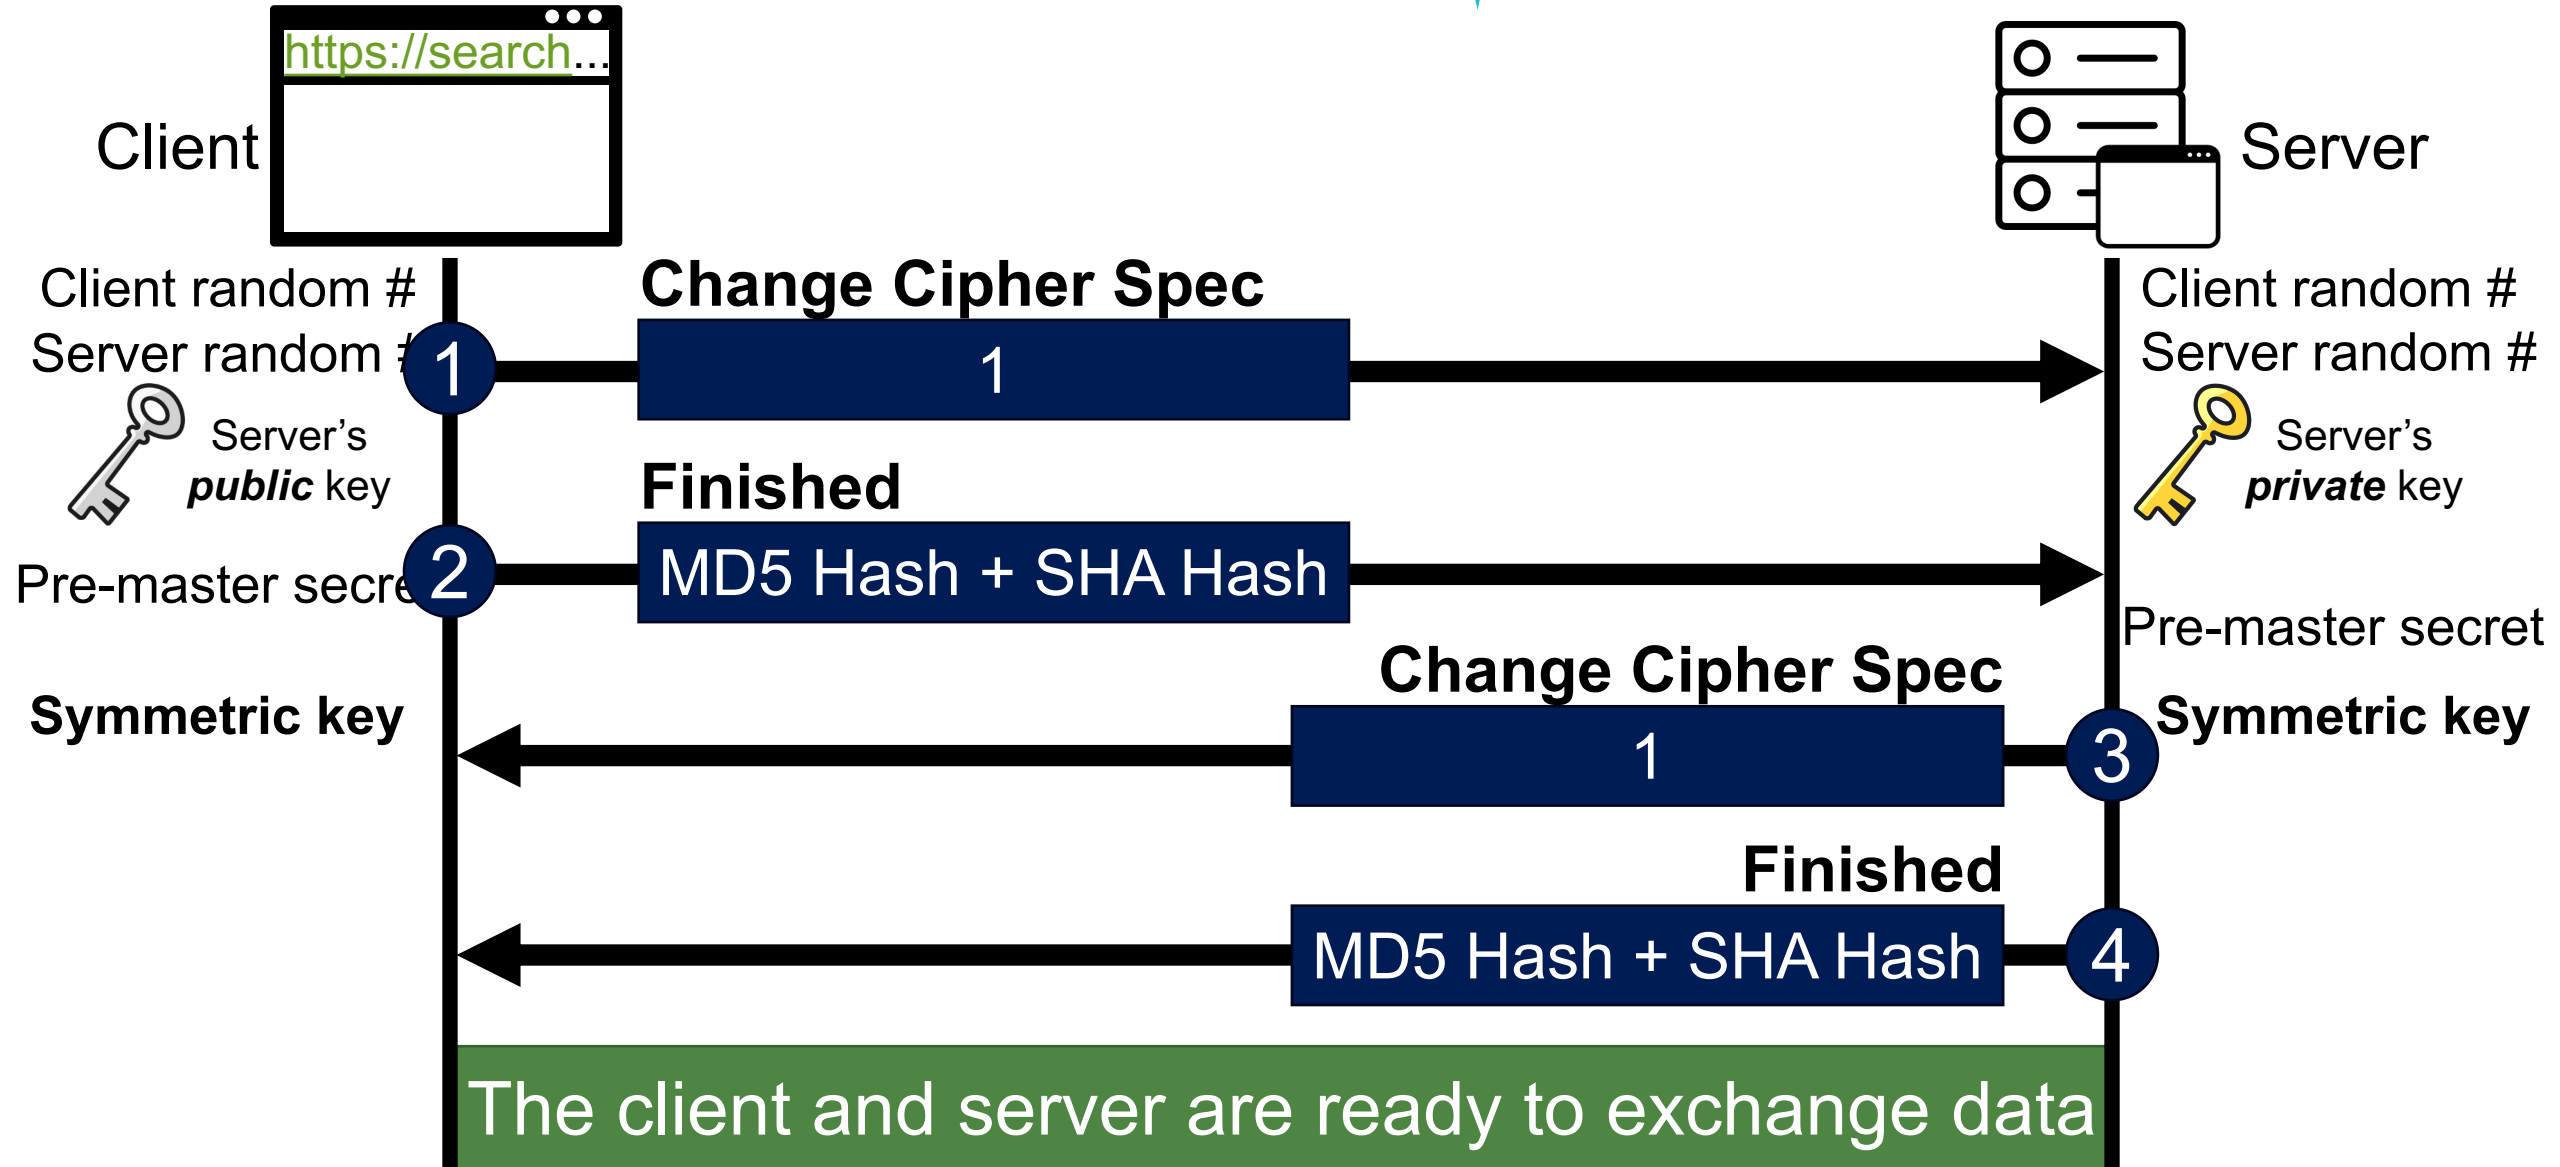 https://search...
Client
Server
Client random #
Change Cipher Spec
Client random #
Server random #
1
1
Server random #
Server's
public key
Server's
private key
Finished
Pre-master secre
2
MD5 Hash + SHA Hash
Pre-master secret
Change Cipher Spec
Symmetric key
1
3
Symmetric key
Finished
MD5 Hash + SHA Hash
4
The client and server are ready to exchange data